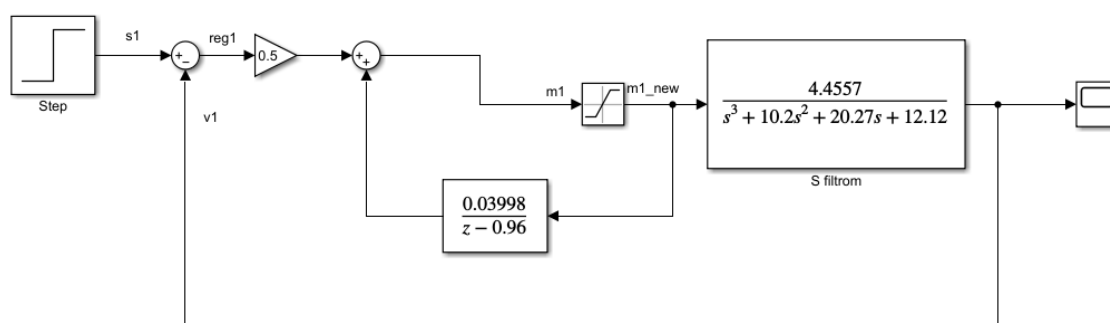 s1
reg1
0.5
+
−
+
+
Step
v1
m1
m1_new
4.4557
s³ + 10.2s² + 20.27s + 12.12
S filtrom
0.03998
z − 0.96